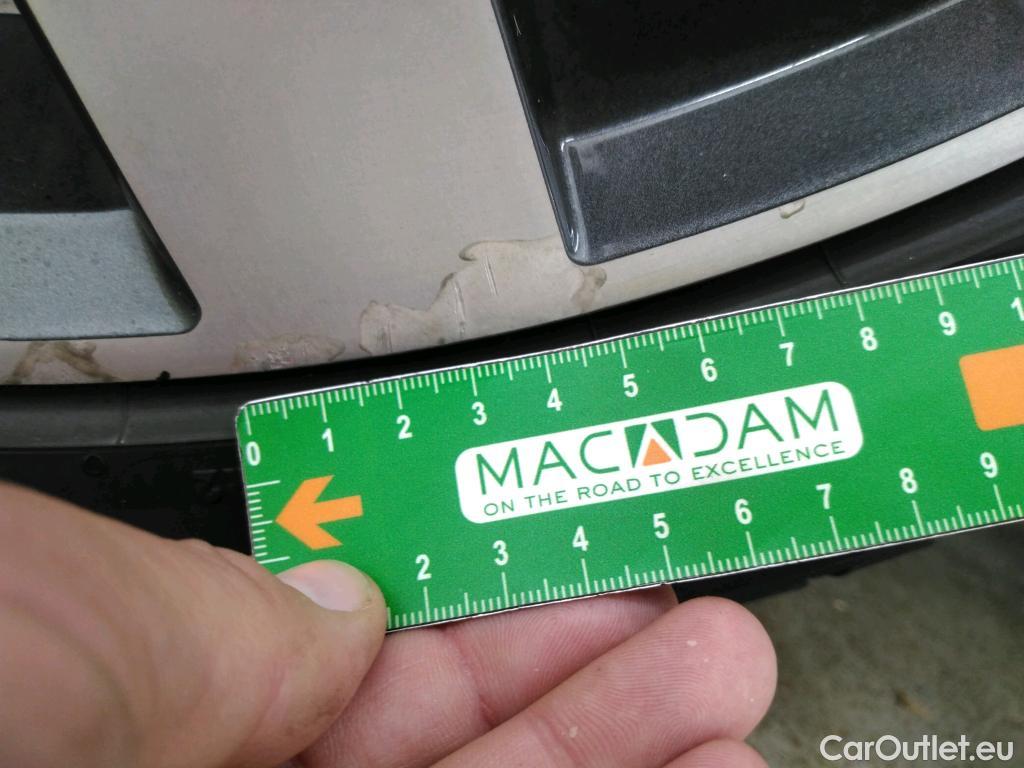 0 1 2 3 4 5 6 7 8 9 1
MACADAM
ON THE ROAD TO EXCELLENCE
2 3 4 5 6 7 8 9
CarOutlet.eu